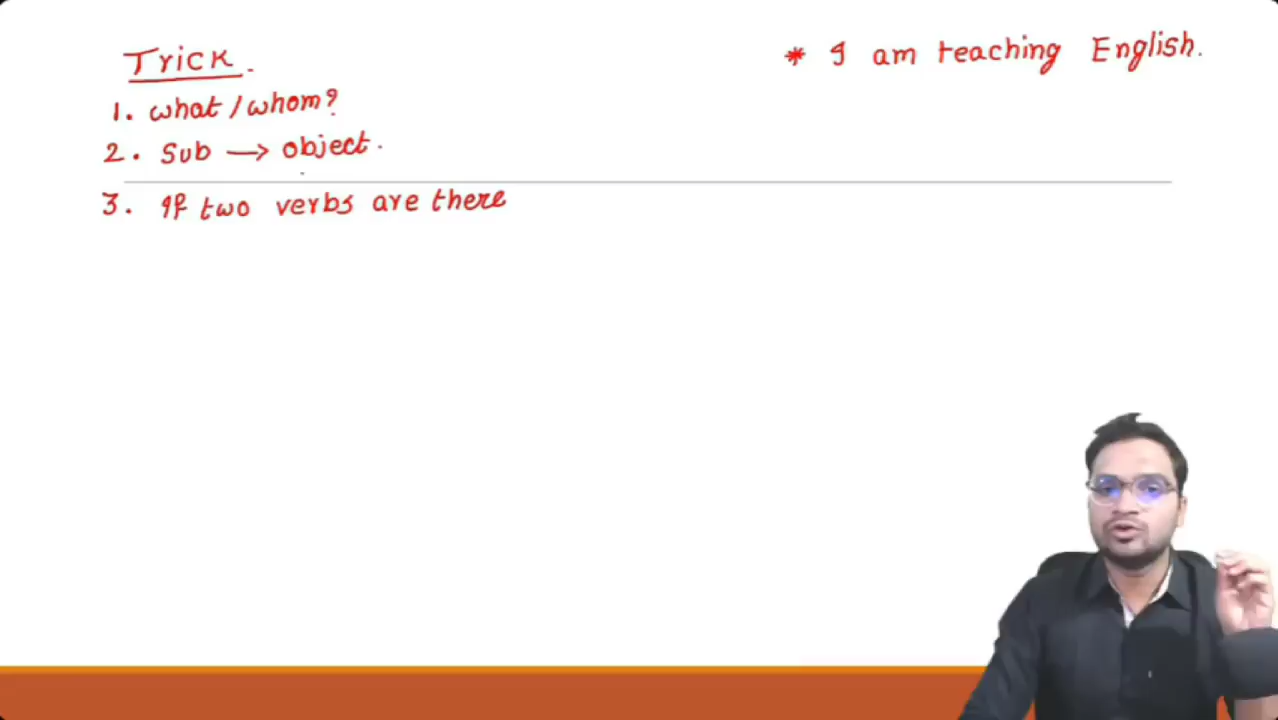 Trick.
1. what / whom?
2. Sub → object.
3. If two verbs are there
* I am teaching English.